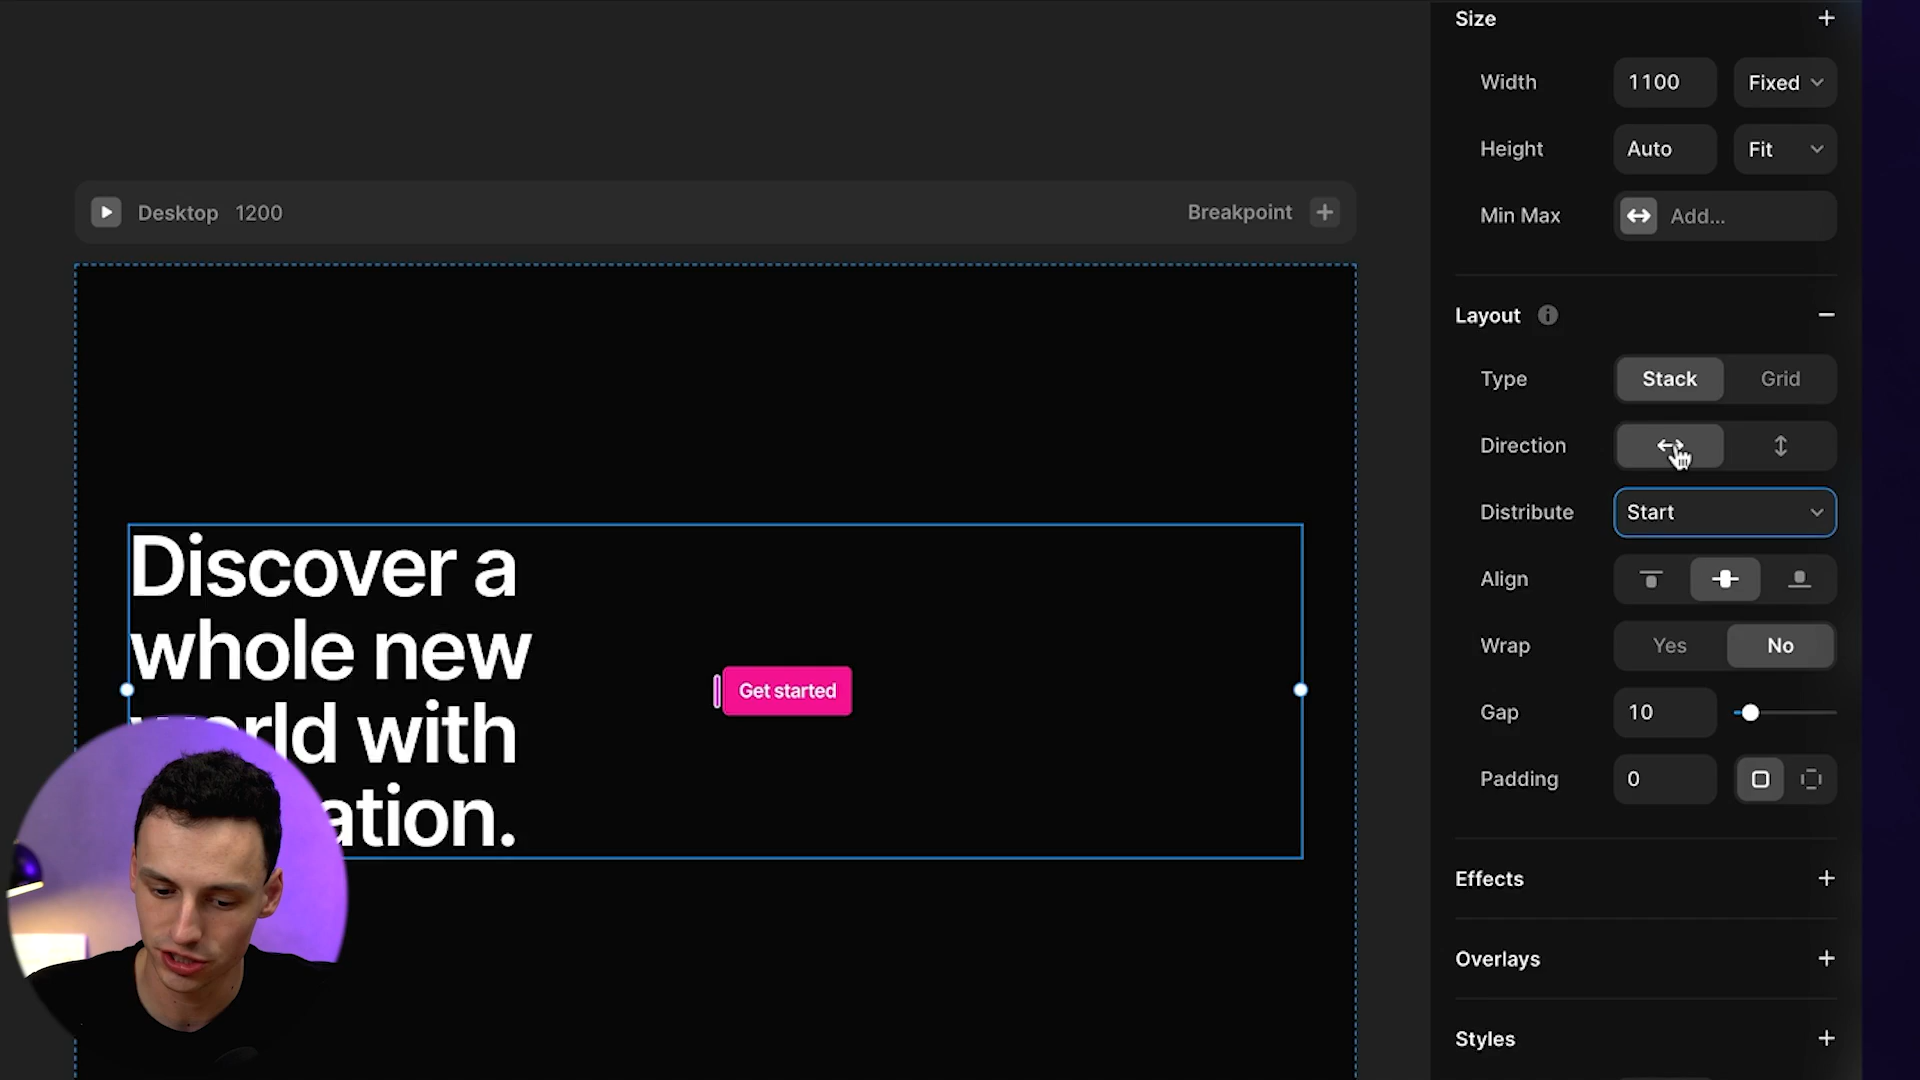 Size
Width 1100 Fixed
Height Auto Fit
Min Max Add...
Desktop 1200 Breakpoint
Layout
Type Stack Grid
Direction
Distribute Start
Align
Wrap Yes No
Gap 10
Padding 0
Discover a
whole new
world with
ation.
Get started
Effects
Overlays
Styles